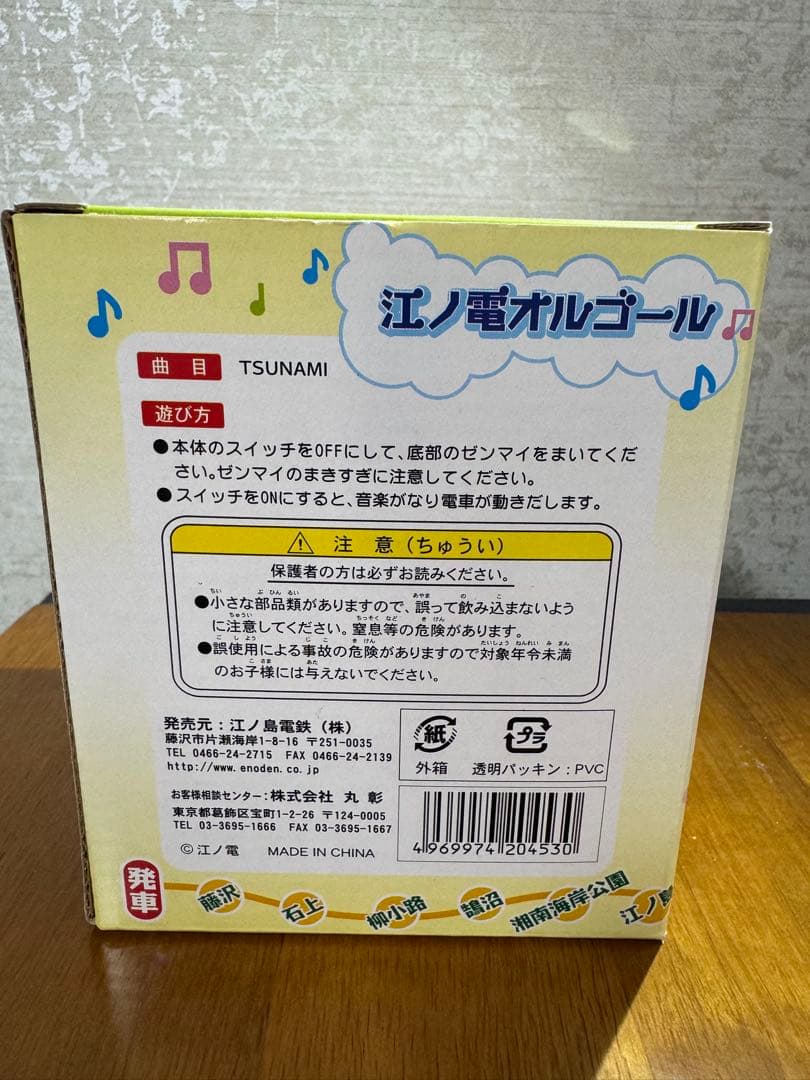 江ノ電オルゴール
曲目 TSUNAMI
遊び方
●本体のスイッチをOFFにして、底部のゼンマイをまいてくだ
さい。ゼンマイのまきすぎに注意してください。
●スイッチをONにすると、音楽がなり電車が動きだします。
⚠ 注 意(ちゅうい)
保護者の方は必ずお読みください。
●小さな部品類がありますので、誤って飲み込まないよう
に注意してください。窒息等の危険があります。
●誤使用による事故の危険がありますので対象年令未満
のお子様には与えないでください。
発売元:江ノ島電鉄(株)
藤沢市片瀬海岸1-8-16 〒251-0035
TEL 0466-24-2715 FAX 0466-24-2139
http://www.enoden.co.jp
紙 プラ
外箱 透明パッキン:PVC
お客様相談センター:株式会社 丸彰
東京都葛飾区宝町1-2-26 〒124-0005
TEL 03-3695-1666 FAX 03-3695-1667
©江ノ電 MADE IN CHINA
4969974204530
発車 藤沢 石上 柳小路 鵠沼 湘南海岸公園 江ノ島